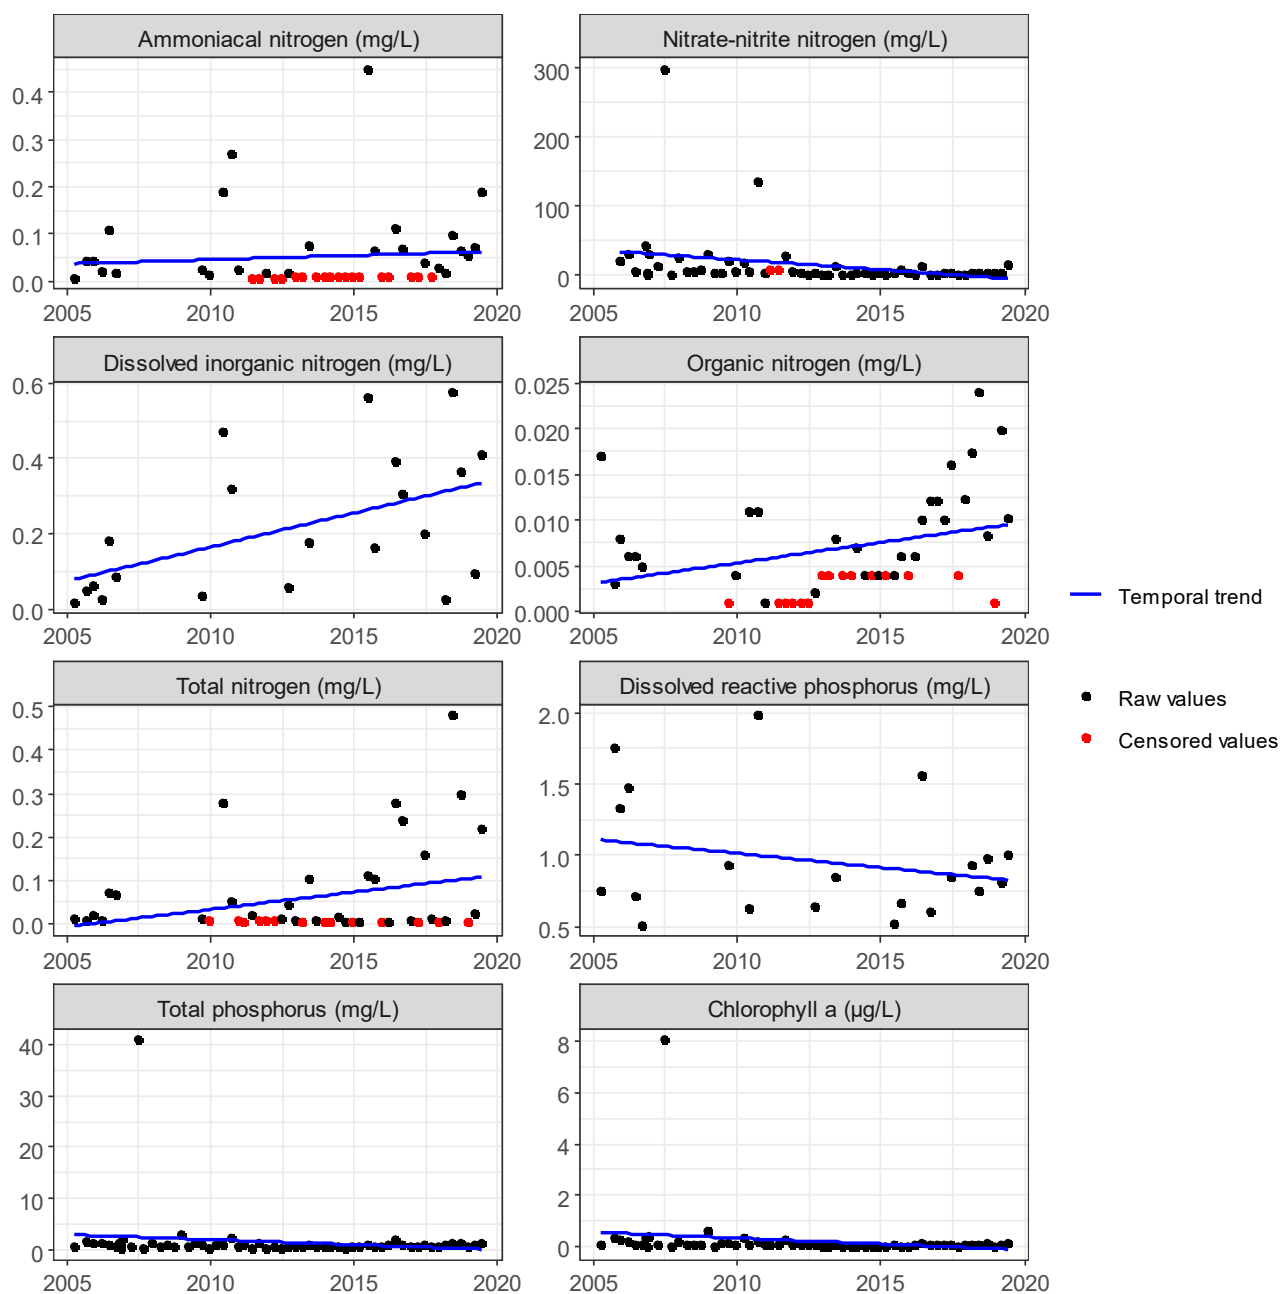 Ammoniacal nitrogen (mg/L)
0.4
0.3
0.2
0.1
0.0
2005 2010 2015 2020
Nitrate-nitrite nitrogen (mg/L)
300
200
100
0
2005 2010 2015 2020
Dissolved inorganic nitrogen (mg/L)
0.6
0.4
0.2
0.0
2005 2010 2015 2020
Organic nitrogen (mg/L)
0.025
0.020
0.015
0.010
0.005
0.000
2005 2010 2015 2020
Total nitrogen (mg/L)
0.5
0.4
0.3
0.2
0.1
0.0
2005 2010 2015 2020
Dissolved reactive phosphorus (mg/L)
2.0
1.5
1.0
0.5
2005 2010 2015 2020
Total phosphorus (mg/L)
40
30
20
10
0
2005 2010 2015 2020
Chlorophyll a (µg/L)
8
6
4
2
0
2005 2010 2015 2020
Temporal trend
Raw values
Censored values